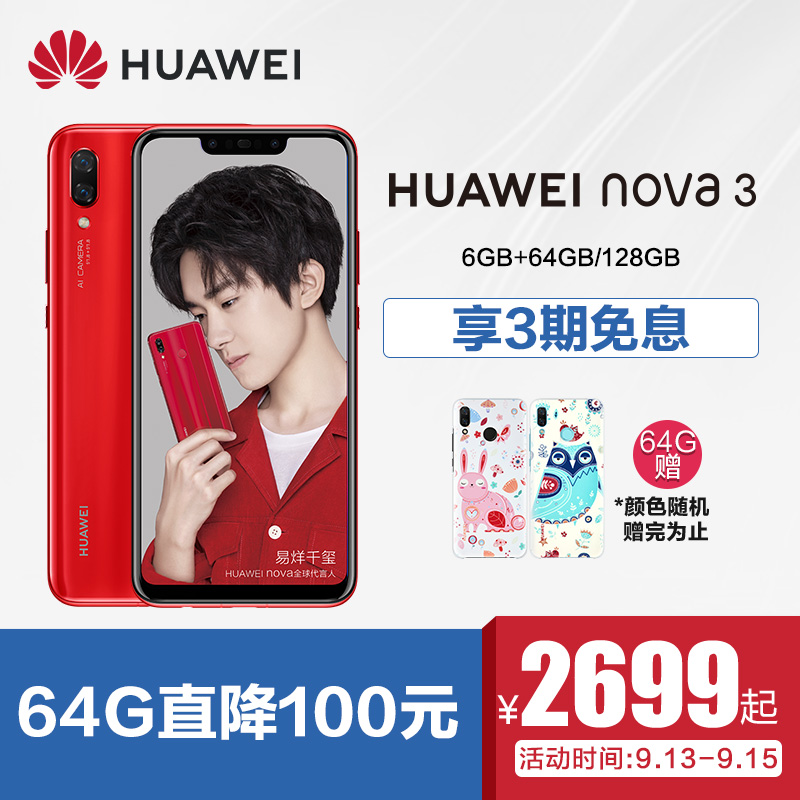 HUAWEI
HUAWEI nova 3
6GB+64GB/128GB
享3期免息
AI CAMERA
HUAWEI
易烊千玺
HUAWEI nova全球代言人
64G
赠
*颜色随机
赠完为止
64G直降100元
¥2699起
活动时间:9.13-9.15